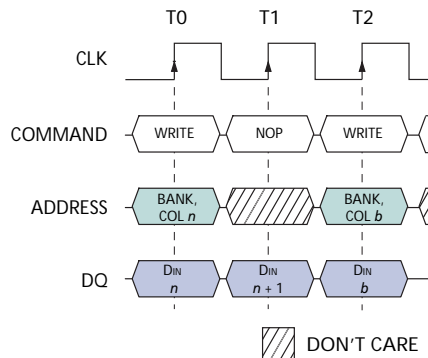 T0 T1 T2
CLK
COMMAND WRITE NOP WRITE
ADDRESS BANK, COL n BANK, COL b
DQ DIN n DIN n + 1 DIN b
DON'T CARE